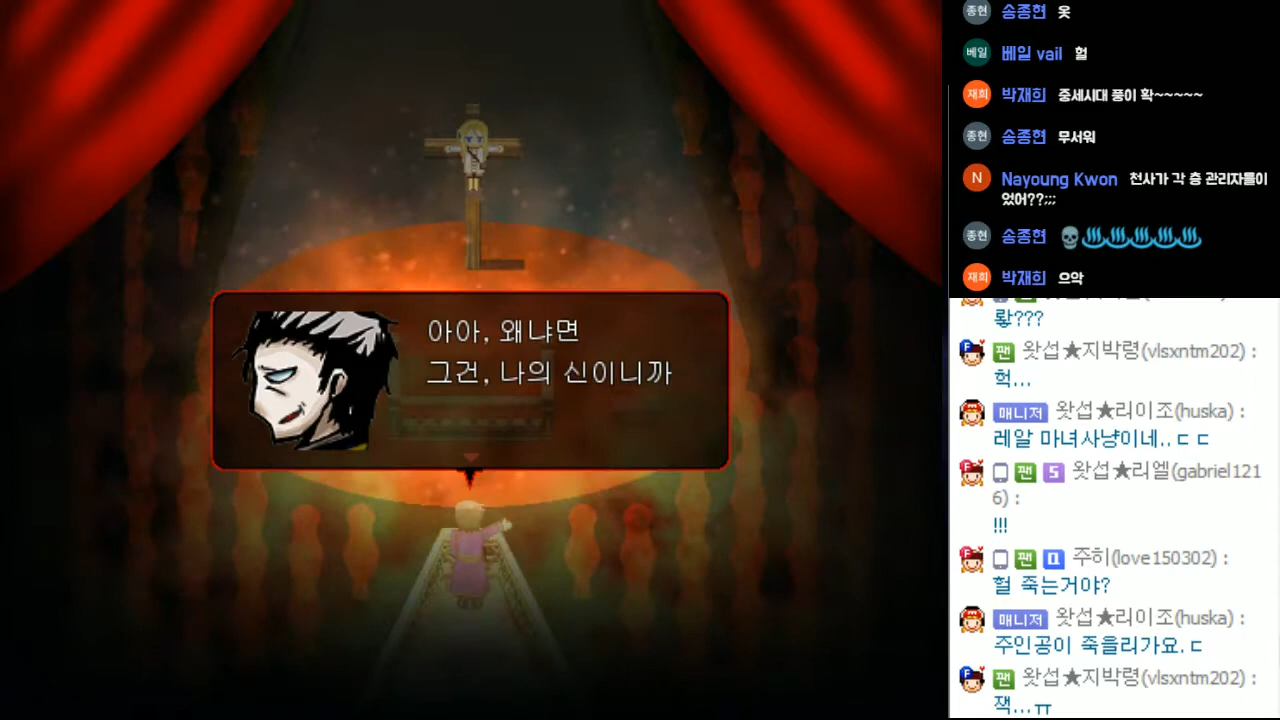 아아, 왜냐면
그건, 나의 신이니까
종현 송종현 옷
베일 베일 vail 헐
재희 박재희 중세시대 풍이 확~~~~~
종현 송종현 무서워
N Nayoung Kwon 천사가 각 층 관리자들이
었어??;;;
종현 송종현 💀♨♨♨♨♨
재희 박재희 으악
뢓???
팬 왓섭★지박령(vlsxntm202) :
헉...
매니저 왓섭★리이조(huska) :
레알 마녀사냥이네..ㄷㄷ
팬 S 왓섭★리엘(gabriel121
6) :
!!!
팬 주히(love150302) :
헐 죽는거야?
매니저 왓섭★리이조(huska) :
주인공이 죽을리가요.ㄷ
팬 왓섭★지박령(vlsxntm202) :
잭...ㅠ